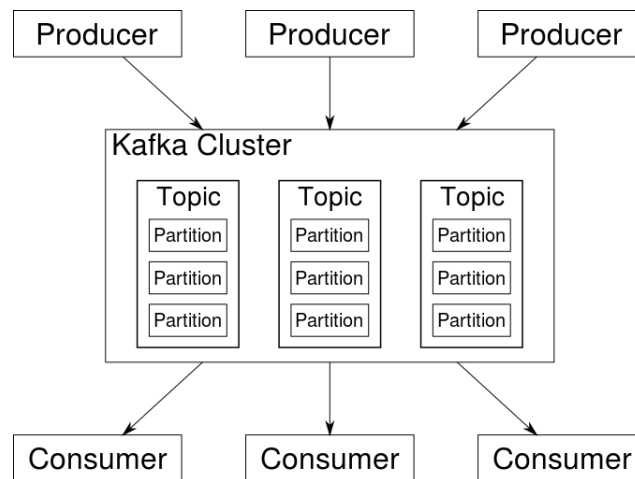 Producer Producer Producer
Kafka Cluster
Topic Topic Topic
Partition Partition Partition
Partition Partition Partition
Partition Partition Partition
Consumer Consumer Consumer